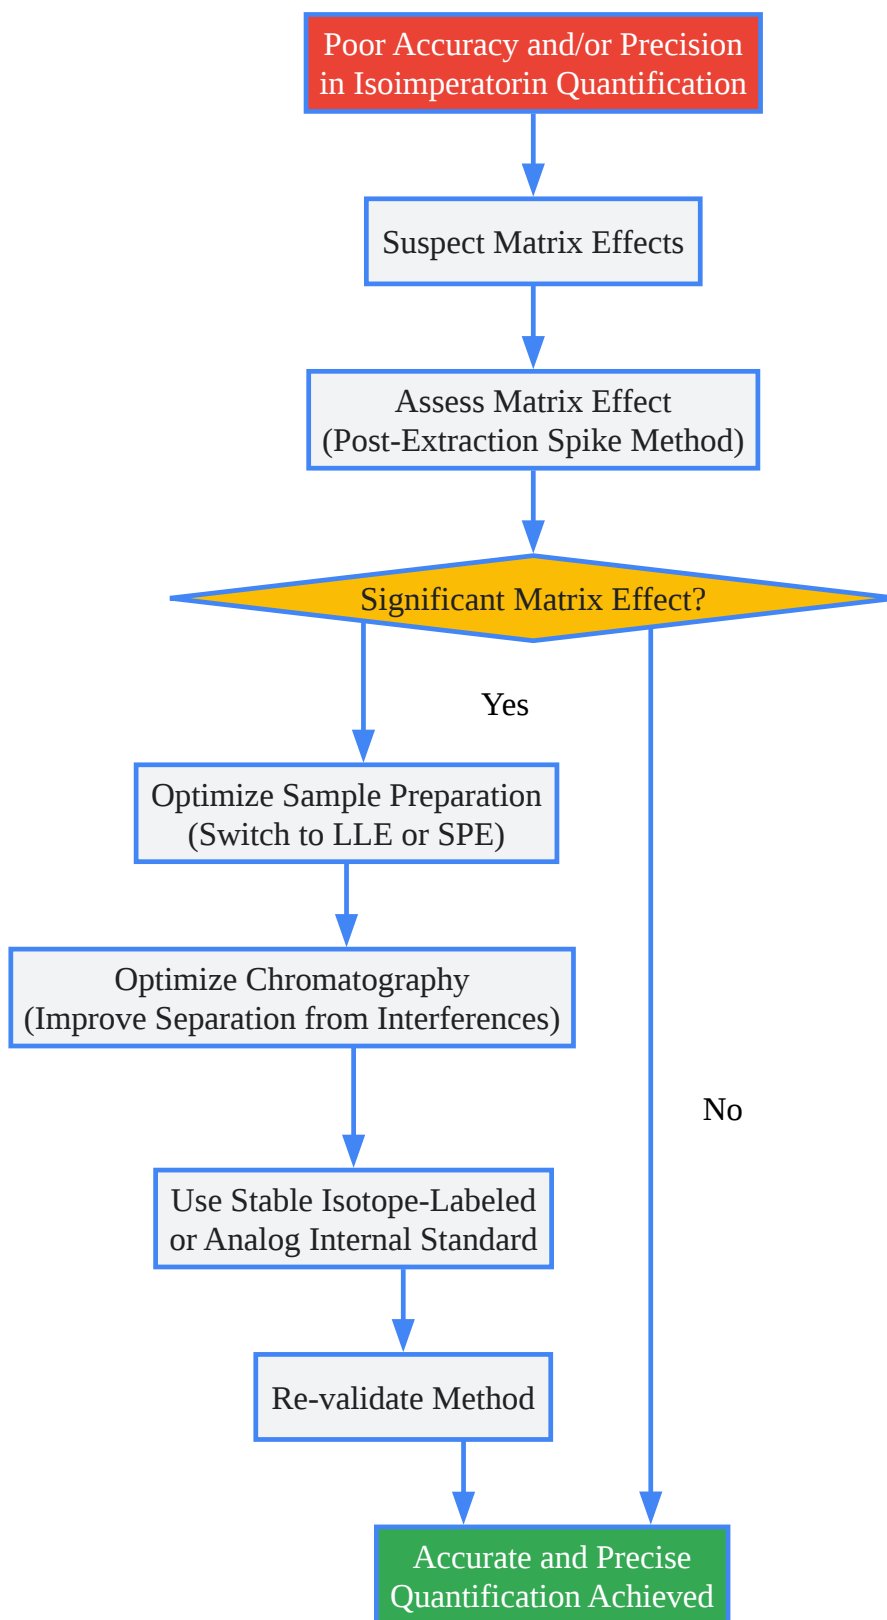 Poor Accuracy and/or Precision
in Isoimperatorin Quantification
Suspect Matrix Effects
Assess Matrix Effect
(Post-Extraction Spike Method)
Significant Matrix Effect?
Yes
Optimize Sample Preparation
(Switch to LLE or SPE)
Optimize Chromatography
(Improve Separation from Interferences)
No
Use Stable Isotope-Labeled
or Analog Internal Standard
Re-validate Method
Accurate and Precise
Quantification Achieved